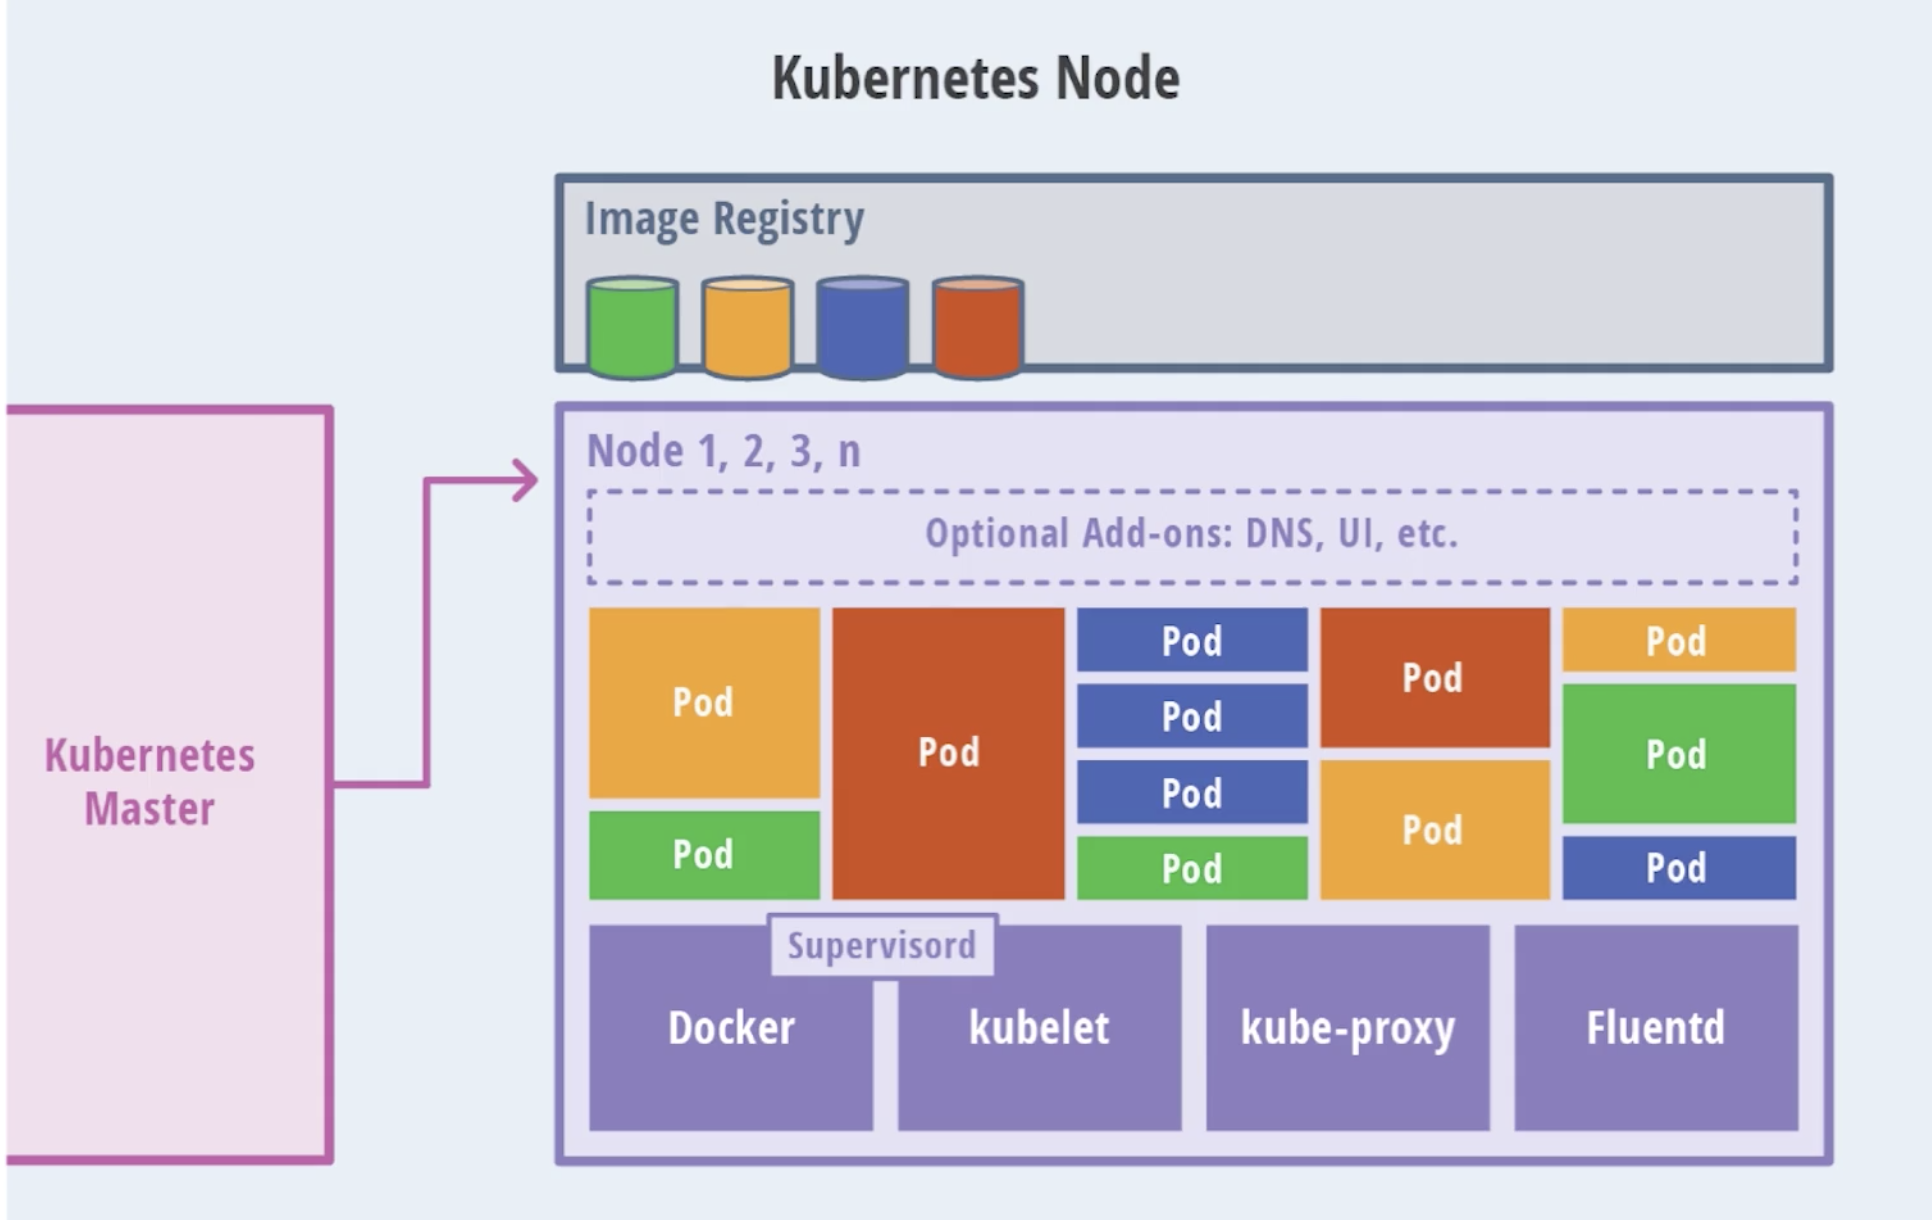 Kubernetes Node
Image Registry
Kubernetes
Master
Node 1, 2, 3, n
Optional Add-ons: DNS, UI, etc.
Pod
Pod
Pod
Pod
Pod
Pod
Pod
Pod
Pod
Pod
Pod
Pod
Supervisord
Docker
kubelet
kube-proxy
Fluentd